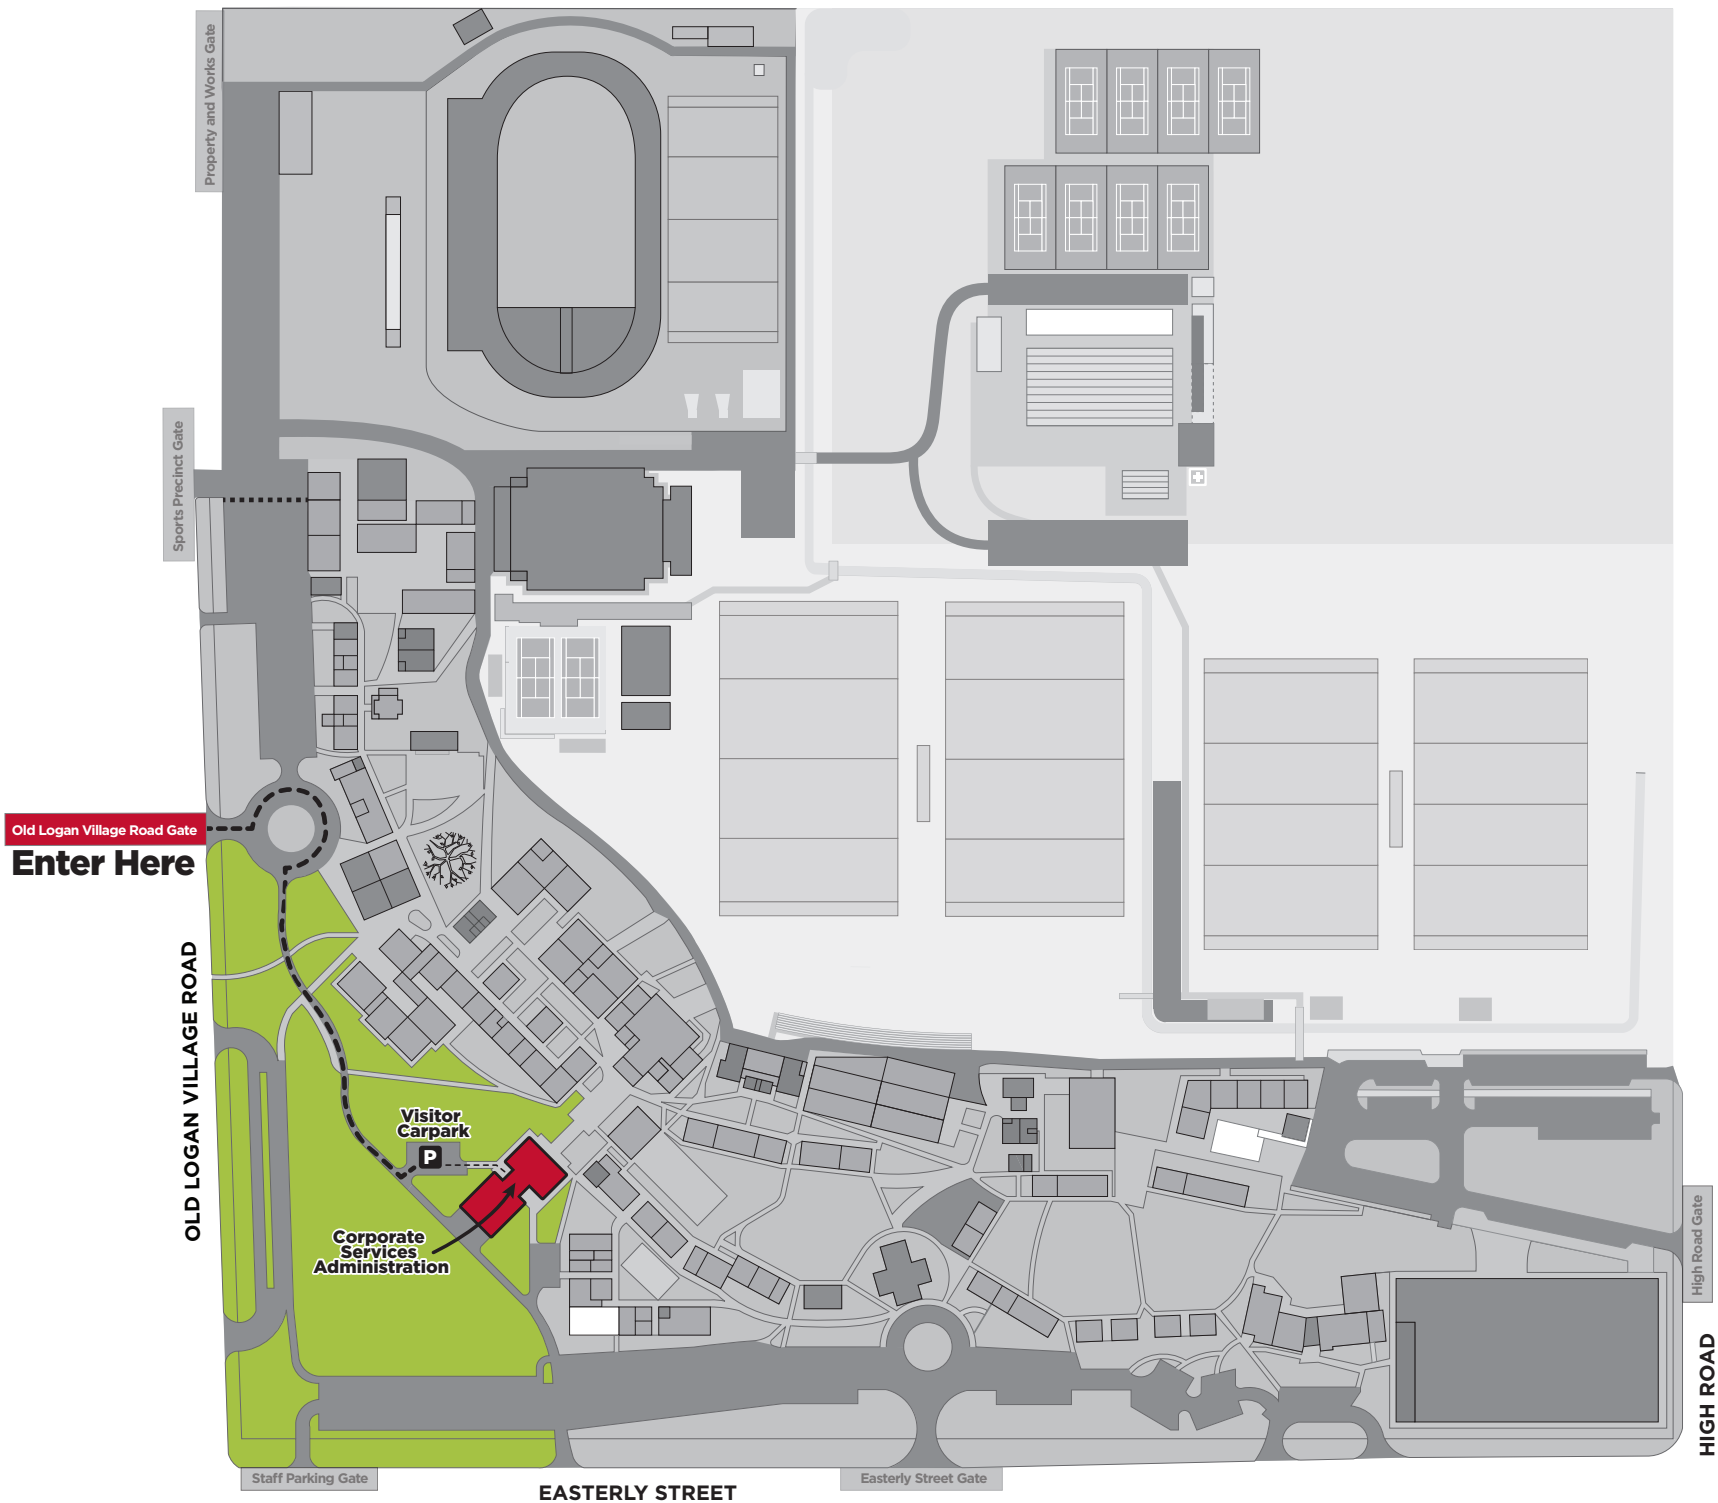 Property and Works Gate
Sports Precinct Gate
Old Logan Village Road Gate
Enter Here
OLD LOGAN VILLAGE ROAD
Visitor
Carpark
P
Corporate
Services
Administration
High Road Gate
HIGH ROAD
Staff Parking Gate
Easterly Street Gate
EASTERLY STREET